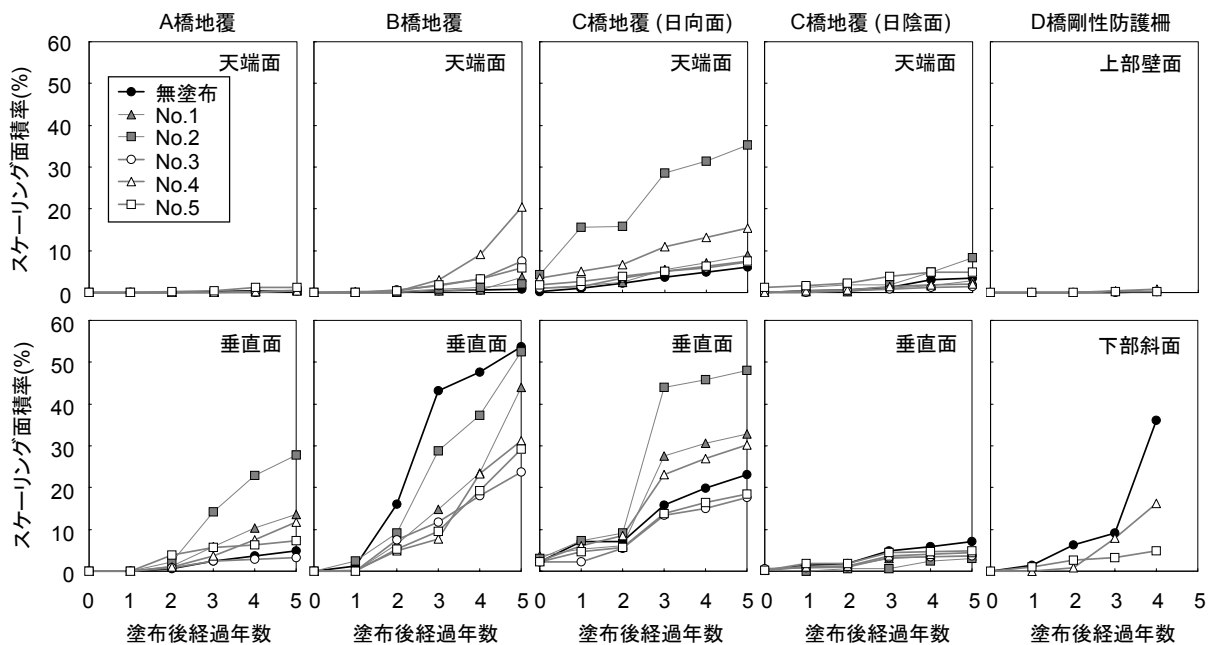 A橋地覆 B橋地覆 C橋地覆 (日向面) C橋地覆 (日陰面) D橋剛性防護柵
スケーリング面積率(%)
60
50
40
30
20
10
0
天端面 天端面 天端面 天端面 上部壁面
無塗布
No.1
No.2
No.3
No.4
No.5
スケーリング面積率(%)
60
50
40
30
20
10
0
垂直面 垂直面 垂直面 垂直面 下部斜面
0 1 2 3 4 5 0 1 2 3 4 5 0 1 2 3 4 5 0 1 2 3 4 5 0 1 2 3 4 5
塗布後経過年数 塗布後経過年数 塗布後経過年数 塗布後経過年数 塗布後経過年数